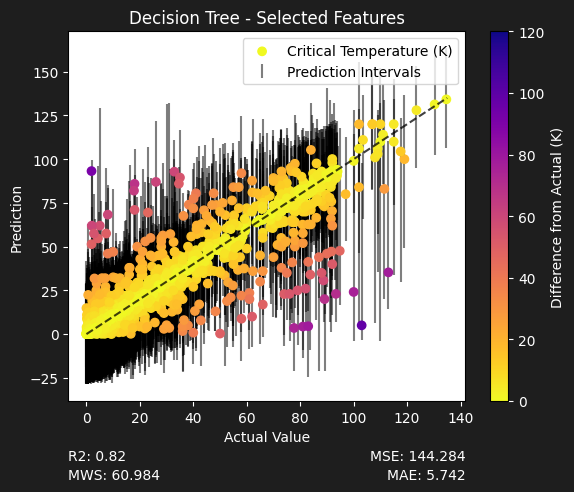 Decision Tree - Selected Features
Critical Temperature (K)
Prediction Intervals
Prediction
150
125
100
75
50
25
0
−25
0
20
40
60
80
100
120
140
Actual Value
120
100
80
60
40
20
0
Difference from Actual (K)
R2: 0.82
MSE: 144.284
MWS: 60.984
MAE: 5.742